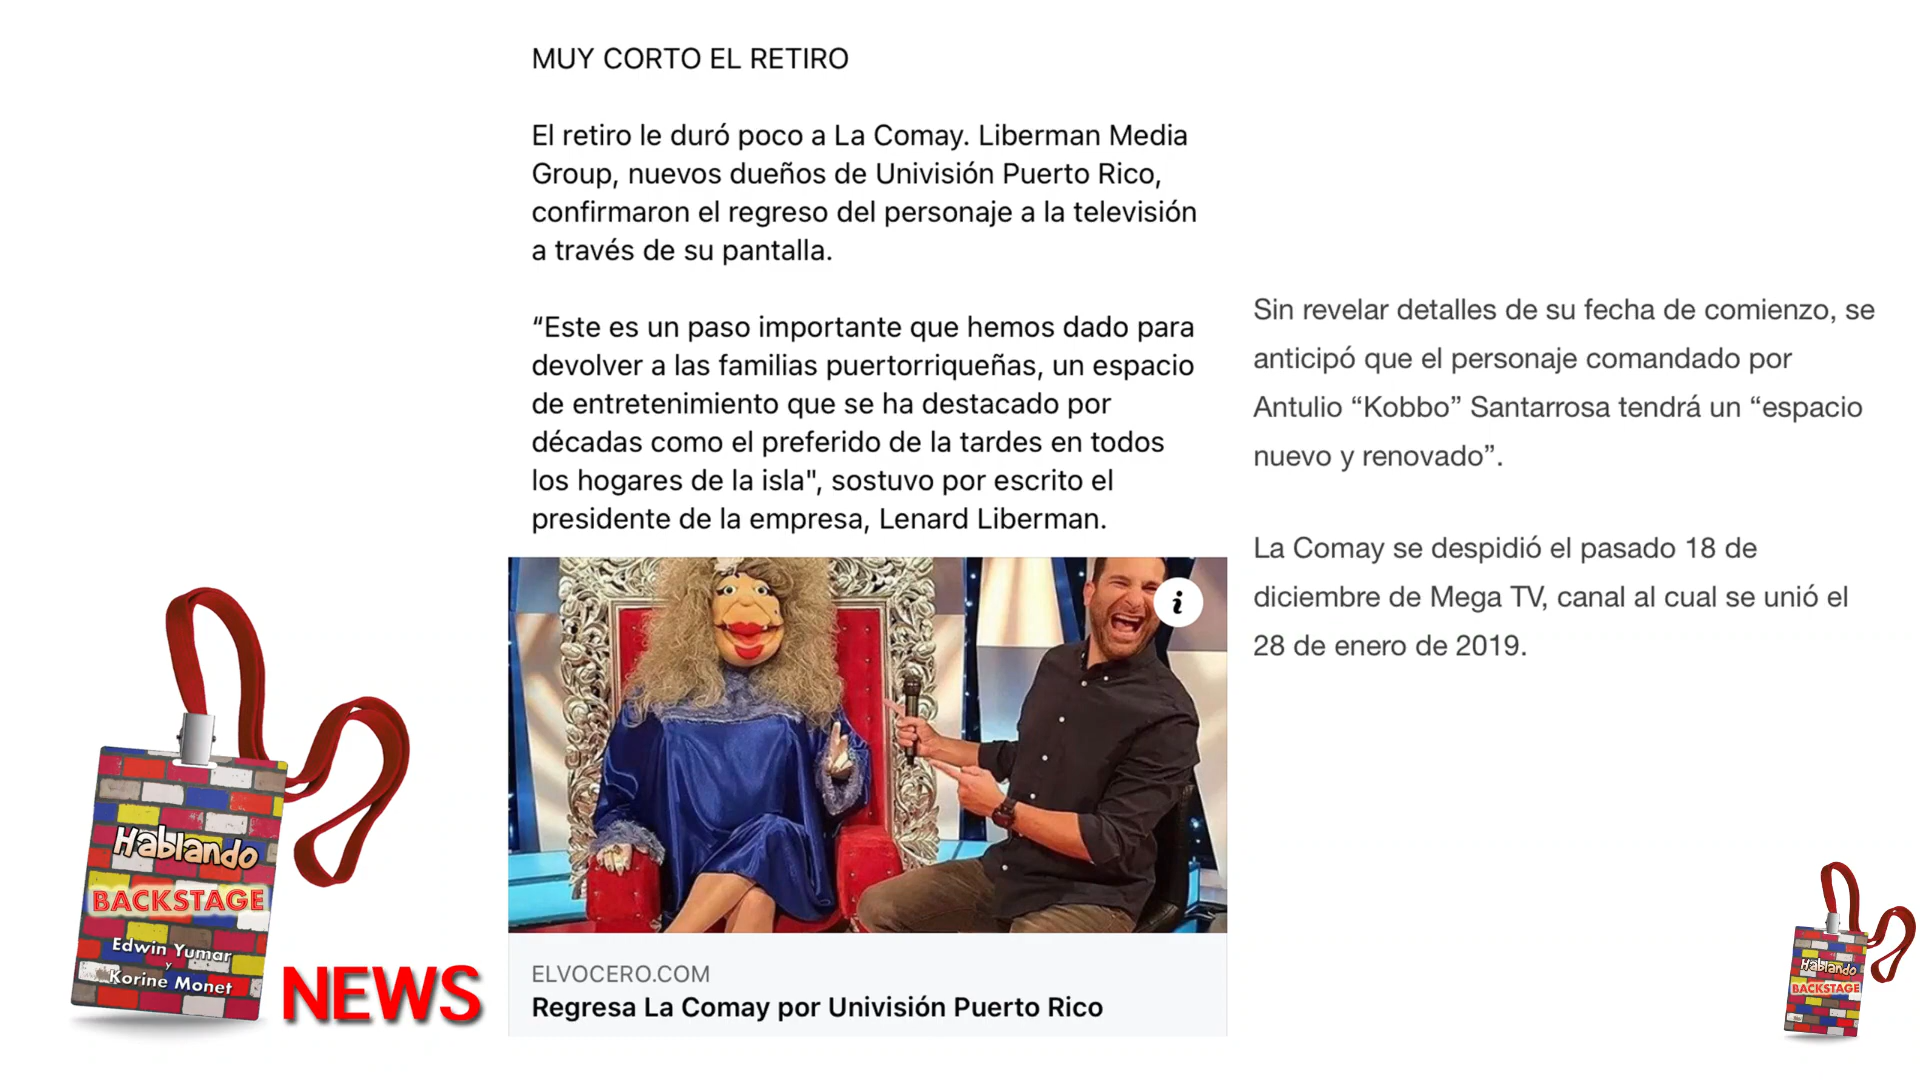 MUY CORTO EL RETIRO
El retiro le duró poco a La Comay. Liberman Media
Group, nuevos dueños de Univisión Puerto Rico,
confirmaron el regreso del personaje a la televisión
a través de su pantalla.
“Este es un paso importante que hemos dado para
devolver a las familias puertorriqueñas, un espacio
de entretenimiento que se ha destacado por
décadas como el preferido de la tardes en todos
los hogares de la isla", sostuvo por escrito el
presidente de la empresa, Lenard Liberman.
i
ELVOCERO.COM
Regresa La Comay por Univisión Puerto Rico
Sin revelar detalles de su fecha de comienzo, se
anticipó que el personaje comandado por
Antulio “Kobbo” Santarrosa tendrá un “espacio
nuevo y renovado”.
La Comay se despidió el pasado 18 de
diciembre de Mega TV, canal al cual se unió el
28 de enero de 2019.
Hablando
BACKSTAGE
Edwin Yumar
y
Korine Monet
NEWS
Hablando
BACKSTAGE